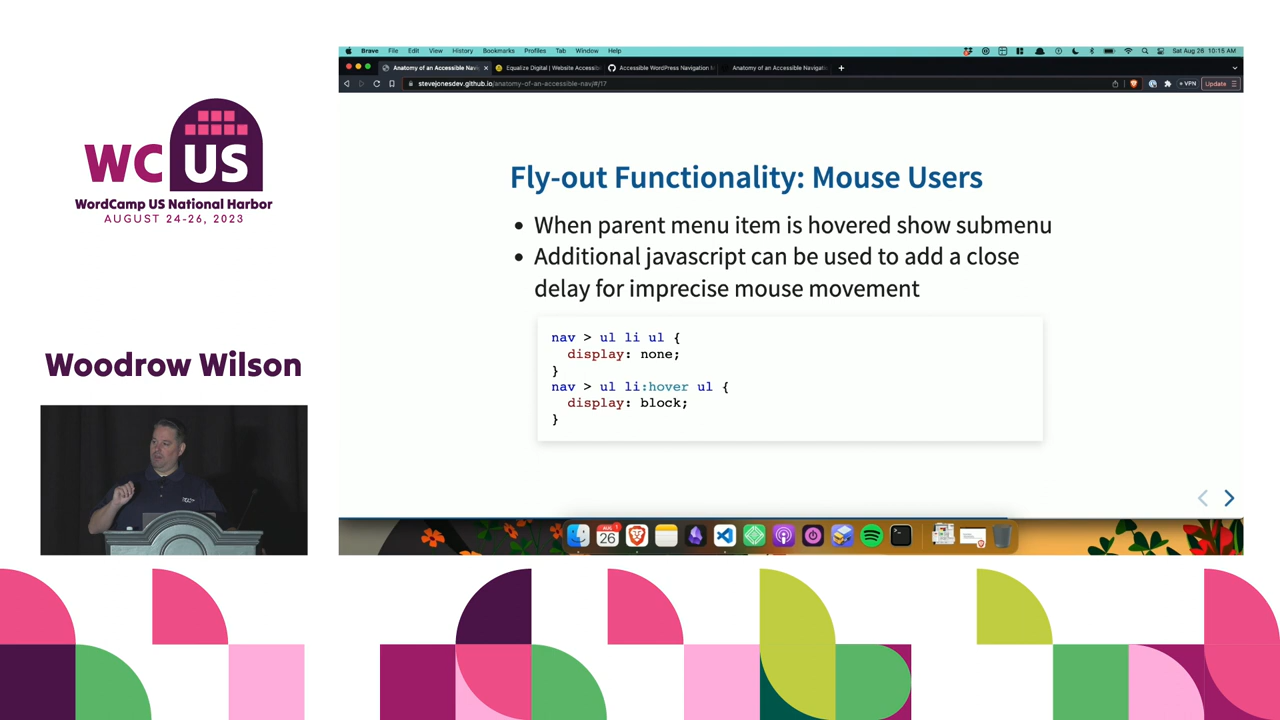 Brave File Edit View History Bookmarks Profiles Tab Window Help
Sat Aug 26 10:15 AM
Anatomy of an Accessible Nav
Equalize Digital | Website Accessib
Accessible WordPress Navigation
Anatomy of an Accessible Navigat
stevejonesdev.github.io/anatomy-of-an-accessible-nav/#/17
VPN
Update
WC US
WordCamp US National Harbor
AUGUST 24-26, 2023
Woodrow Wilson
Fly-out Functionality: Mouse Users
• When parent menu item is hovered show submenu
• Additional javascript can be used to add a close
delay for imprecise mouse movement
nav > ul li ul {
display: none;
}
nav > ul li:hover ul {
display: block;
}
AUG
26